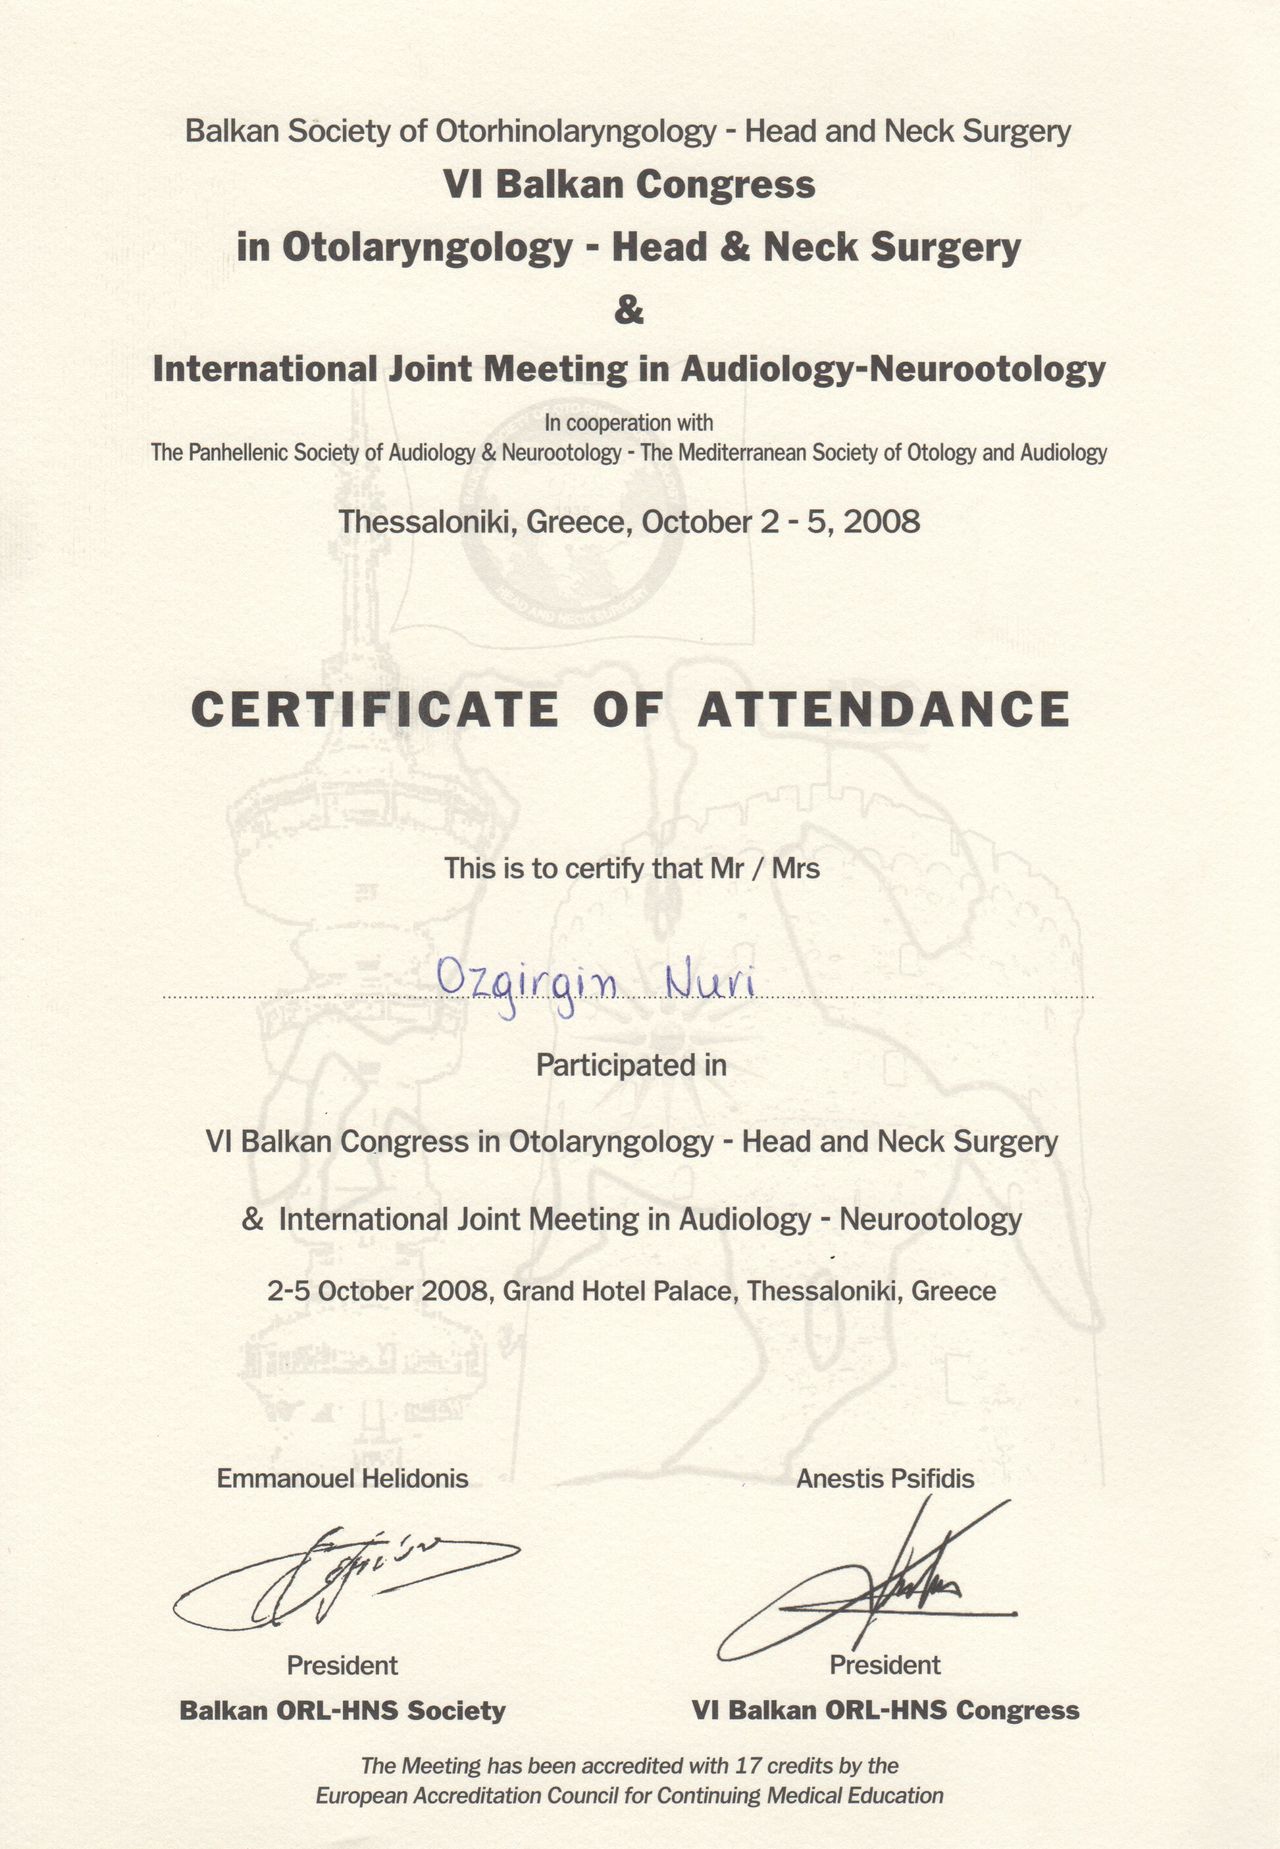 Balkan Society of Otorhinolaryngology - Head and Neck Surgery
VI Balkan Congress
in Otolaryngology - Head & Neck Surgery
&
International Joint Meeting in Audiology-Neurootology
In cooperation with
The Panhellenic Society of Audiology & Neurootology - The Mediterranean Society of Otology and Audiology
Thessaloniki, Greece, October 2 - 5, 2008
HEAD AND NECK SURGERY
CERTIFICATE OF ATTENDANCE
This is to certify that Mr / Mrs
Ozgirgin Nuri
Participated in
VI Balkan Congress in Otolaryngology - Head and Neck Surgery
& International Joint Meeting in Audiology - Neurootology
2-5 October 2008, Grand Hotel Palace, Thessaloniki, Greece
Emmanouel Helidonis
Anestis Psifidis
President
President
Balkan ORL-HNS Society
VI Balkan ORL-HNS Congress
The Meeting has been accredited with 17 credits by the
European Accreditation Council for Continuing Medical Education